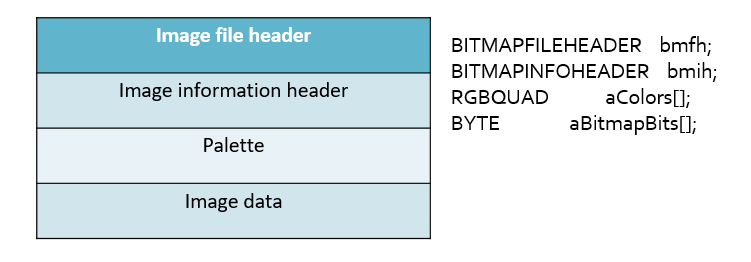 Image file header
Image information header
Palette
Image data
BITMAPFILEHEADER bmfh;
BITMAPINFOHEADER bmih;
RGBQUAD aColors[];
BYTE aBitmapBits[];